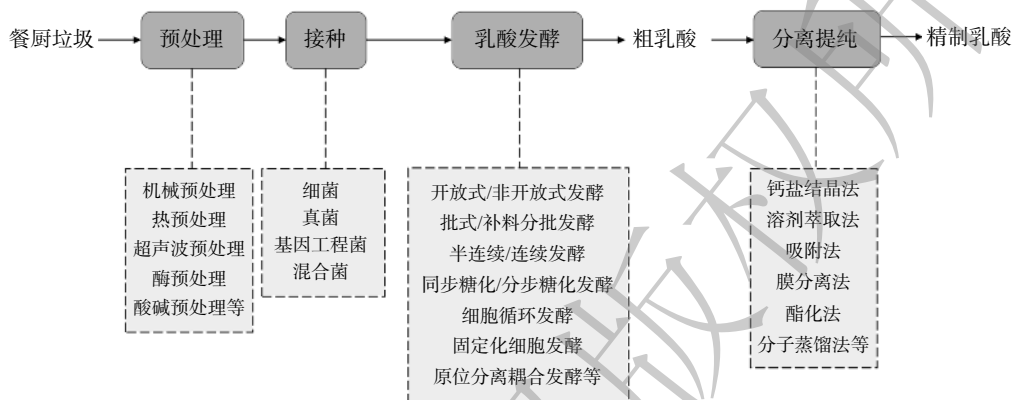 餐厨垃圾
预处理
接种
乳酸发酵
粗乳酸
分离提纯
精制乳酸
机械预处理
热预处理
超声波预处理
酶预处理
酸碱预处理等
细菌
真菌
基因工程菌
混合菌
开放式/非开放式发酵
批式/补料分批发酵
半连续/连续发酵
同步糖化/分步糖化发酵
细胞循环发酵
固定化细胞发酵
原位分离耦合发酵等
钙盐结晶法
溶剂萃取法
吸附法
膜分离法
酯化法
分子蒸馏法等
版权所